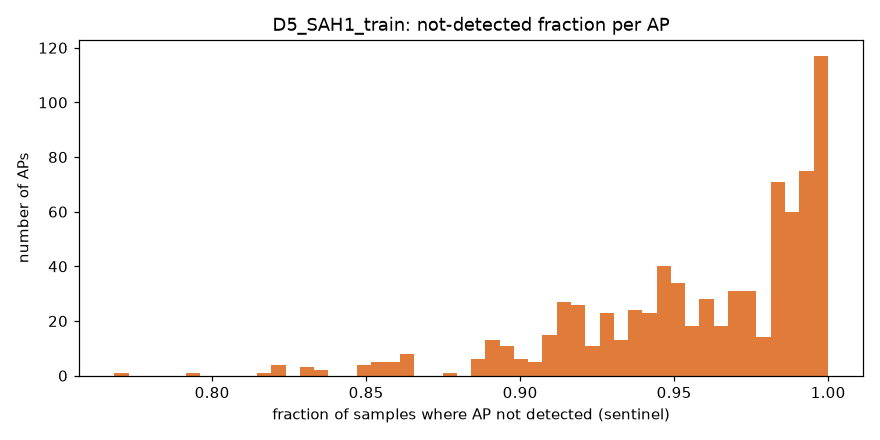 D5_SAH1_train: not-detected fraction per AP
120
100
80
60
40
20
0
number of APs
0.80 0.85 0.90 0.95 1.00
fraction of samples where AP not detected (sentinel)